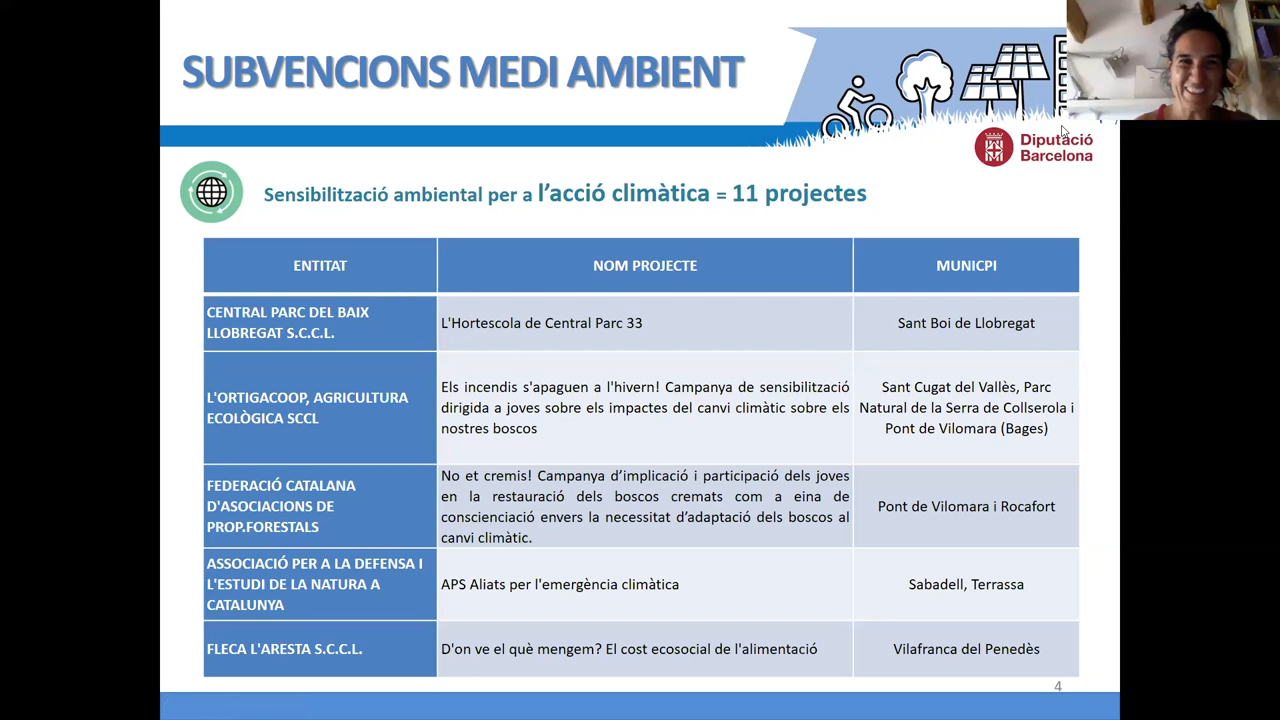 SUBVENCIONS MEDI AMBIENT
Diputació
Barcelona
Sensibilització ambiental per a l’acció climàtica = 11 projectes
ENTITAT
NOM PROJECTE
MUNICPI
CENTRAL PARC DEL BAIX
LLOBREGAT S.C.C.L.
L'Hortescola de Central Parc 33
Sant Boi de Llobregat
L'ORTIGACOOP, AGRICULTURA
ECOLÒGICA SCCL
Els incendis s'apaguen a l'hivern! Campanya de sensibilització
dirigida a joves sobre els impactes del canvi climàtic sobre els
nostres boscos
Sant Cugat del Vallès, Parc
Natural de la Serra de Collserola i
Pont de Vilomara (Bages)
FEDERACIÓ CATALANA
D'ASOCIACIONS DE
PROP.FORESTALS
No et cremis! Campanya d’implicació i participació dels joves
en la restauració dels boscos cremats com a eina de
conscienciació envers la necessitat d’adaptació dels boscos al
canvi climàtic.
Pont de Vilomara i Rocafort
ASSOCIACIÓ PER A LA DEFENSA I
L'ESTUDI DE LA NATURA A
CATALUNYA
APS Aliats per l'emergència climàtica
Sabadell, Terrassa
FLECA L'ARESTA S.C.C.L.
D'on ve el què mengem? El cost ecosocial de l'alimentació
Vilafranca del Penedès
4